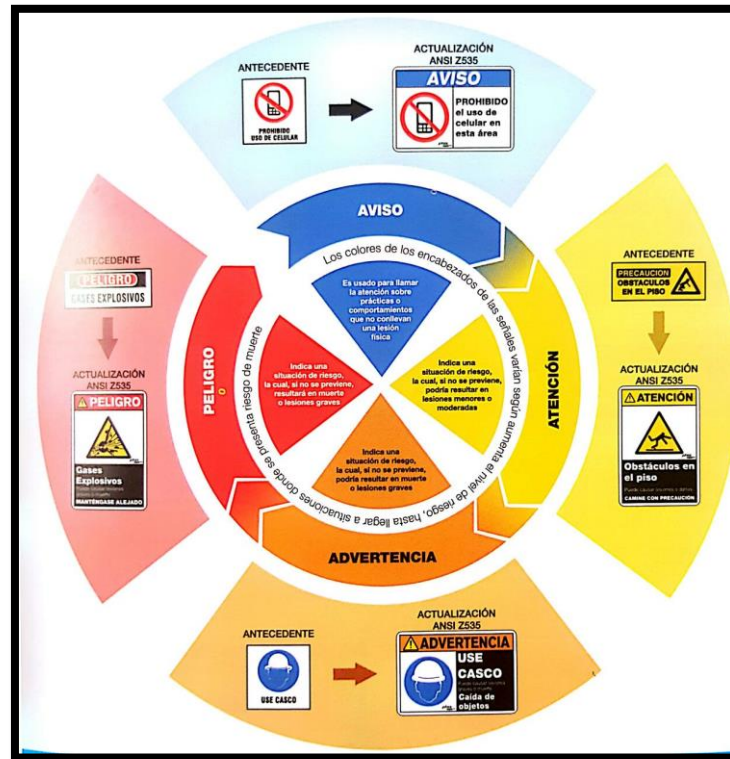 ANTECEDENTE
PROHIBIDO
USO DE CELULAR
ACTUALIZACIÓN
ANSI Z535
AVISO
PROHIBIDO
el uso de
celular en
esta área
ANTECEDENTE
PELIGRO
GASES EXPLOSIVOS
ACTUALIZACIÓN
ANSI Z535
PELIGRO
Gases
Explosivos
MANTÉNGASE ALEJADO
AVISO
Los colores de los encabezados de las señales varían según aumenta el nivel de riesgo, hasta llegar a situaciones donde se presenta riesgo de muerte
Es usado para llamar
la atención sobre
prácticas o
comportamientos
que no conllevan
una lesión
física
PELIGRO
Indica una
situación de riesgo,
la cual, si no se previene,
resultará en muerte
o lesiones graves
Indica una
situación de riesgo,
la cual, si no se previene,
podría resultar en
lesiones menores o
moderadas
ATENCIÓN
Indica una
situación de riesgo,
la cual, si no se previene,
podría resultar en muerte
o lesiones graves
ADVERTENCIA
ANTECEDENTE
PRECAUCION
OBSTACULOS
EN EL PISO
ACTUALIZACIÓN
ANSI Z535
ATENCIÓN
Obstáculos en
el piso
CAMINE CON PRECAUCIÓN
ANTECEDENTE
USE CASCO
ACTUALIZACIÓN
ANSI Z535
ADVERTENCIA
USE
CASCO
Caída de
objetos